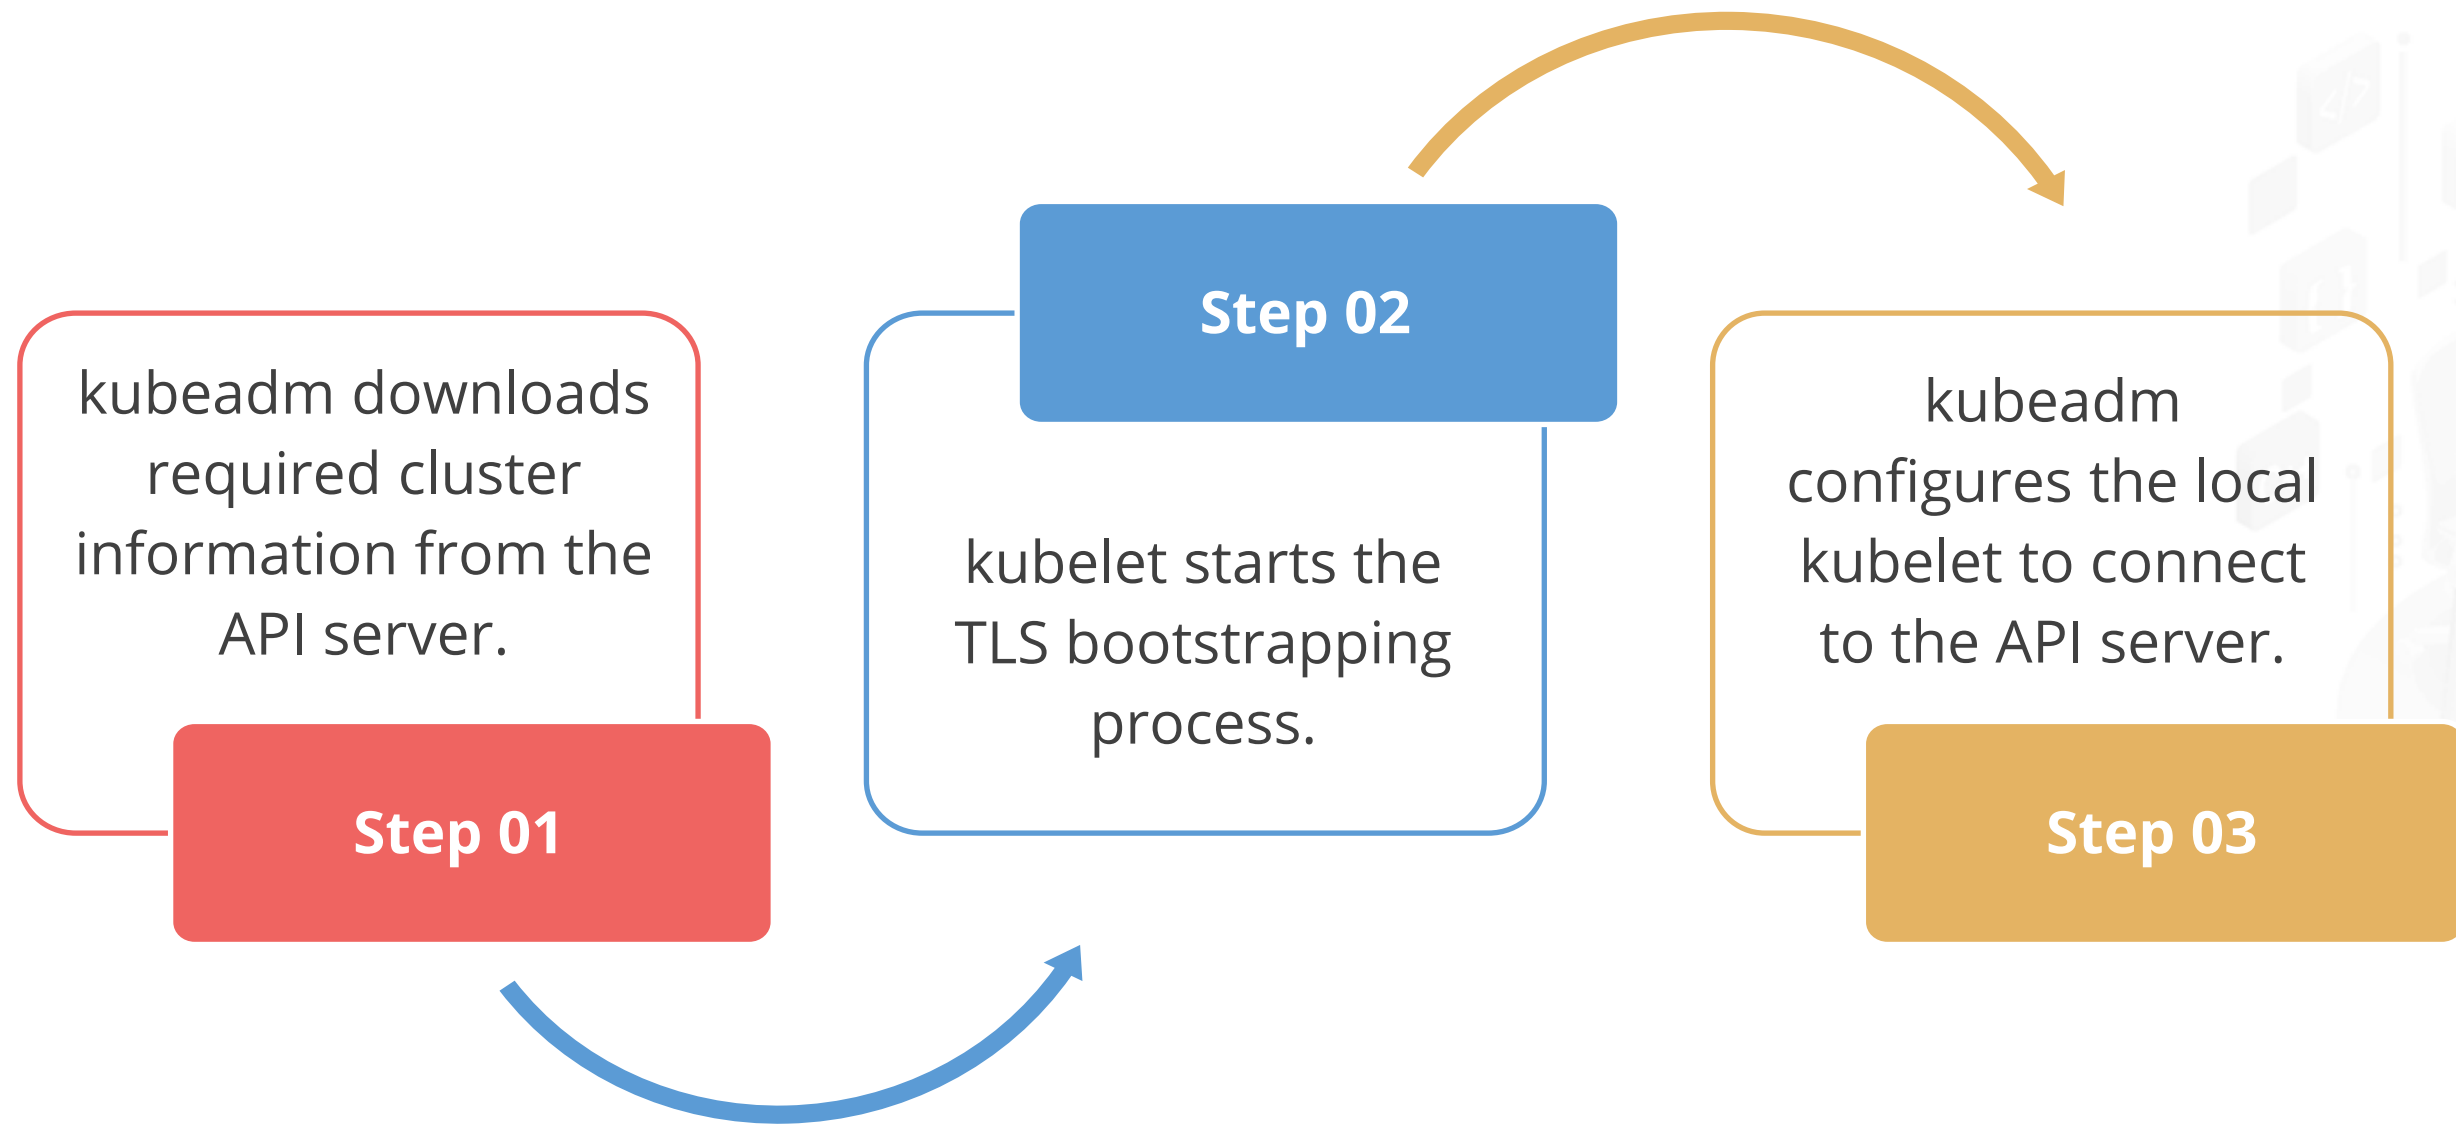 kubeadm downloads
required cluster
information from the
API server.
Step 01
Step 02
kubelet starts the
TLS bootstrapping
process.
kubeadm
configures the local
kubelet to connect
to the API server.
Step 03